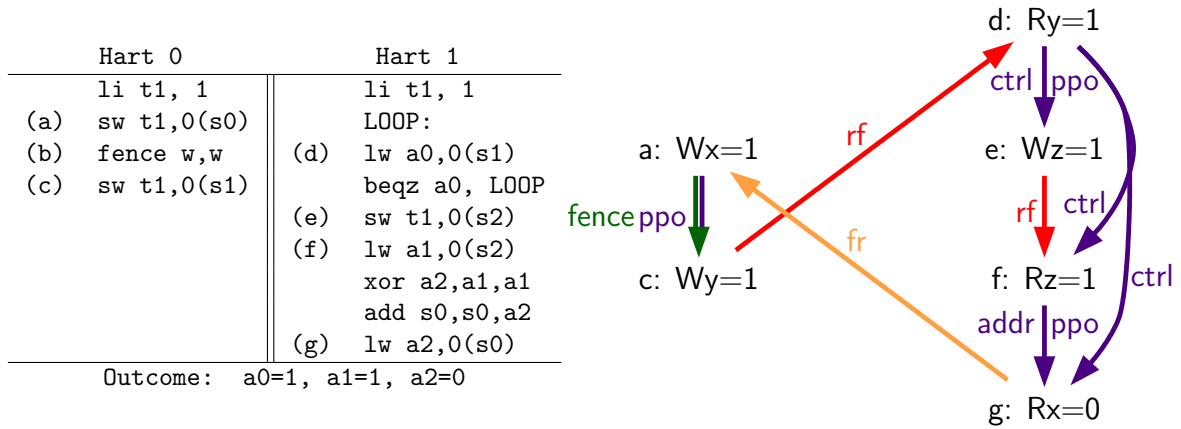 Hart 0 Hart 1
li t1, 1 li t1, 1
(a) sw t1,0(s0) LOOP:
(b) fence w,w (d) lw a0,0(s1)
(c) sw t1,0(s1) beqz a0, LOOP
(e) sw t1,0(s2)
(f) lw a1,0(s2)
xor a2,a1,a1
add s0,s0,a2
(g) lw a2,0(s0)
Outcome: a0=1, a1=1, a2=0
d: Ry=1
ctrl ppo
rf
a: Wx=1 e: Wz=1
rf ctrl
fence ppo
fr
c: Wy=1 f: Rz=1
ctrl
addr ppo
g: Rx=0